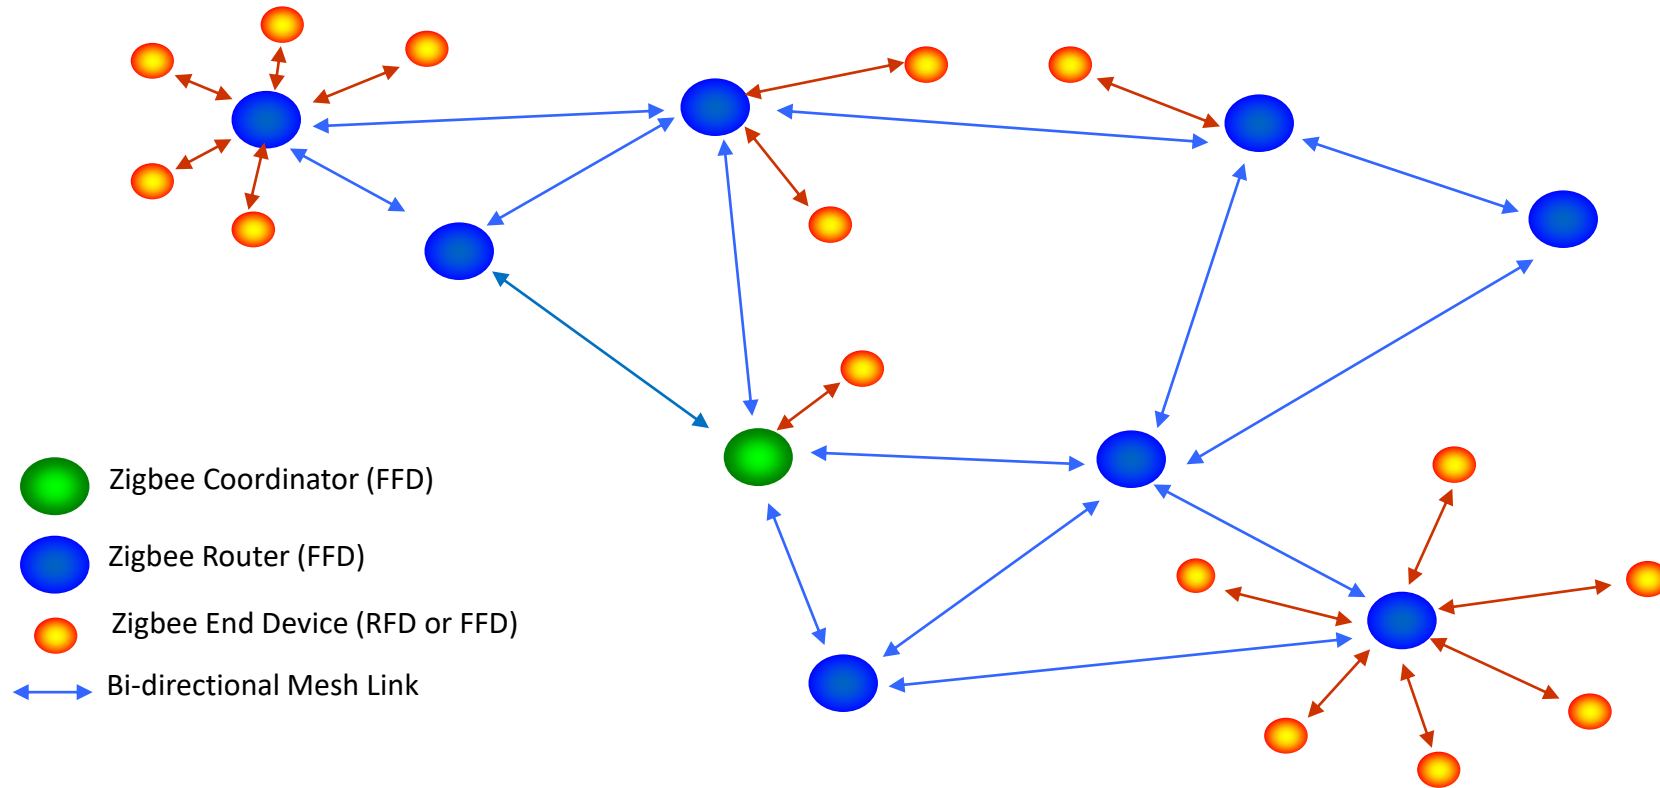 Zigbee Coordinator (FFD)
Zigbee Router (FFD)
Zigbee End Device (RFD or FFD)
Bi-directional Mesh Link